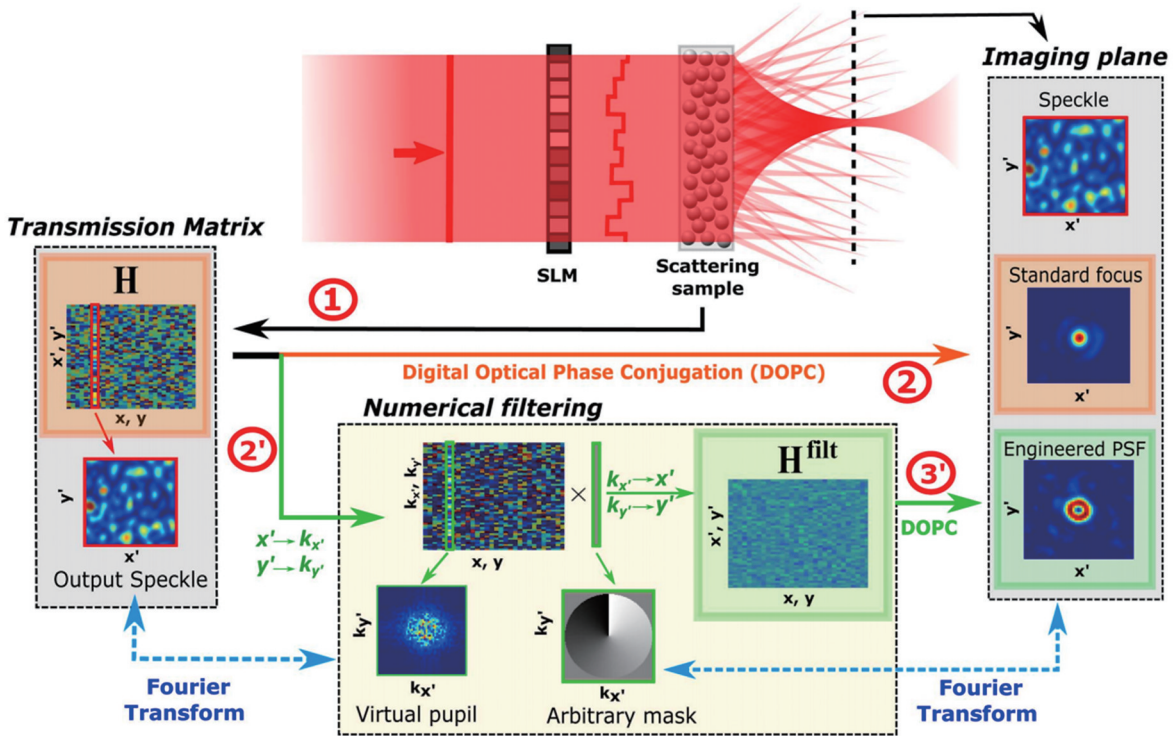 Imaging plane
Speckle
y'
x'
SLM
Scattering
sample
Transmission Matrix
H
x', y'
x, y
y'
x'
Output Speckle
1
Digital Optical Phase Conjugation (DOPC)
2
Standard focus
y'
x'
2'
x'→kx'
y'→ky'
Numerical filtering
kx', ky'
x, y
×
kx'→x'
ky'→y'
H^filt
x', y'
x, y
3'
DOPC
Engineered PSF
y'
x'
ky'
kx'
Virtual pupil
ky'
kx'
Arbitrary mask
Fourier
Transform
Fourier
Transform